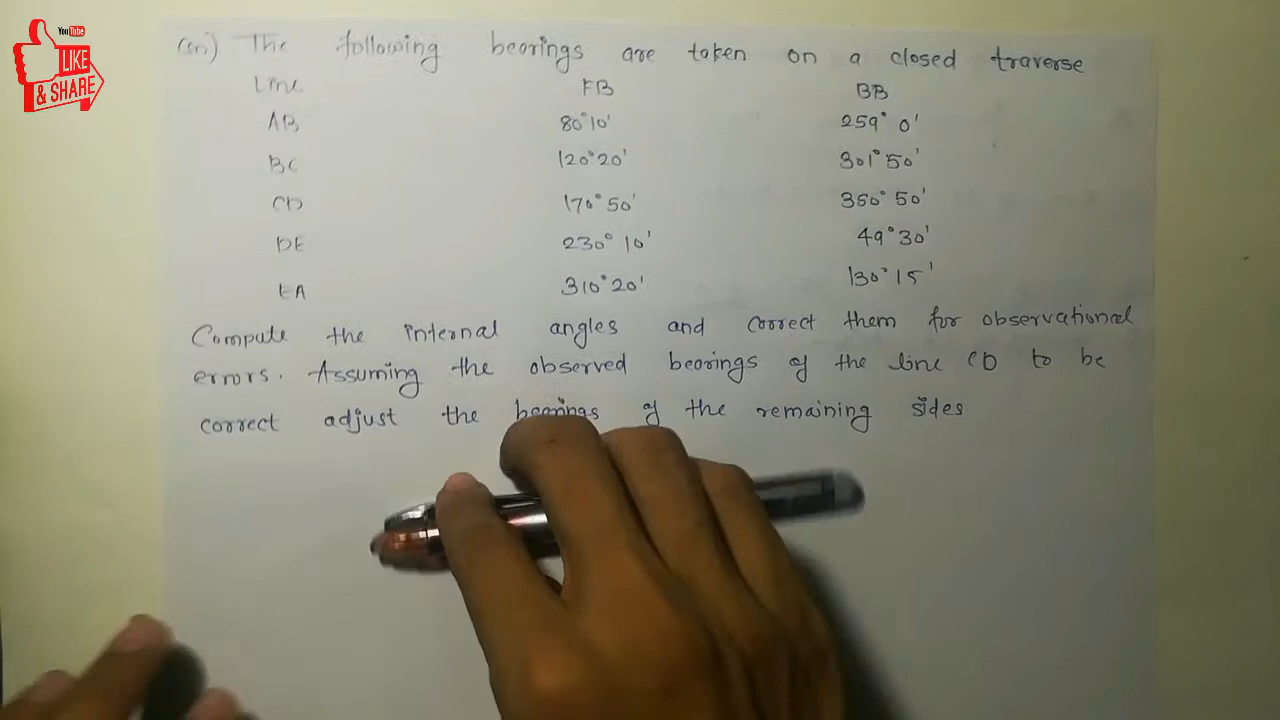 YouTube
LIKE
& SHARE
(Sn) The following bearings are taken on a closed traverse
Line FB BB
AB 80°10' 259° 0'
BC 120°20' 301°50'
CD 170°50' 350°50'
DE 230°10' 49°30'
EA 310°20' 130°15'
Compute the internal angles and correct them for observational
errors. Assuming the observed bearings of the line CD to be
correct adjust the bearings of the remaining sides